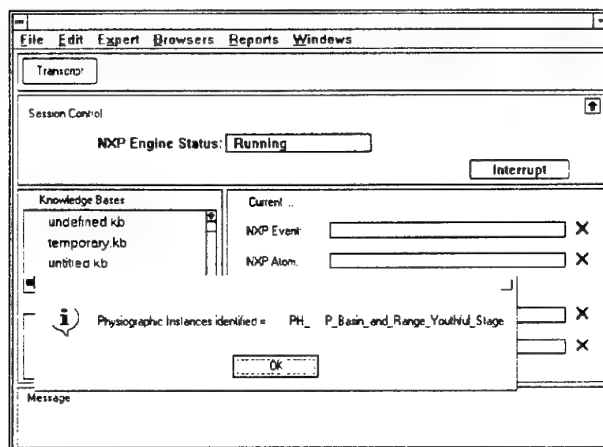 File Edit Expert Browsers Reports Windows
Transcript
Session Control
NXP Engine Status: Running
Interrupt
Knowledge Bases
undefined.kb
temporary.kb
untitled.kb
Current ..
NXP Event:
NXP Atom:
Physiographic Instances identified = PH_ P_Basin_and_Range_Youthful_Stage
OK
Message